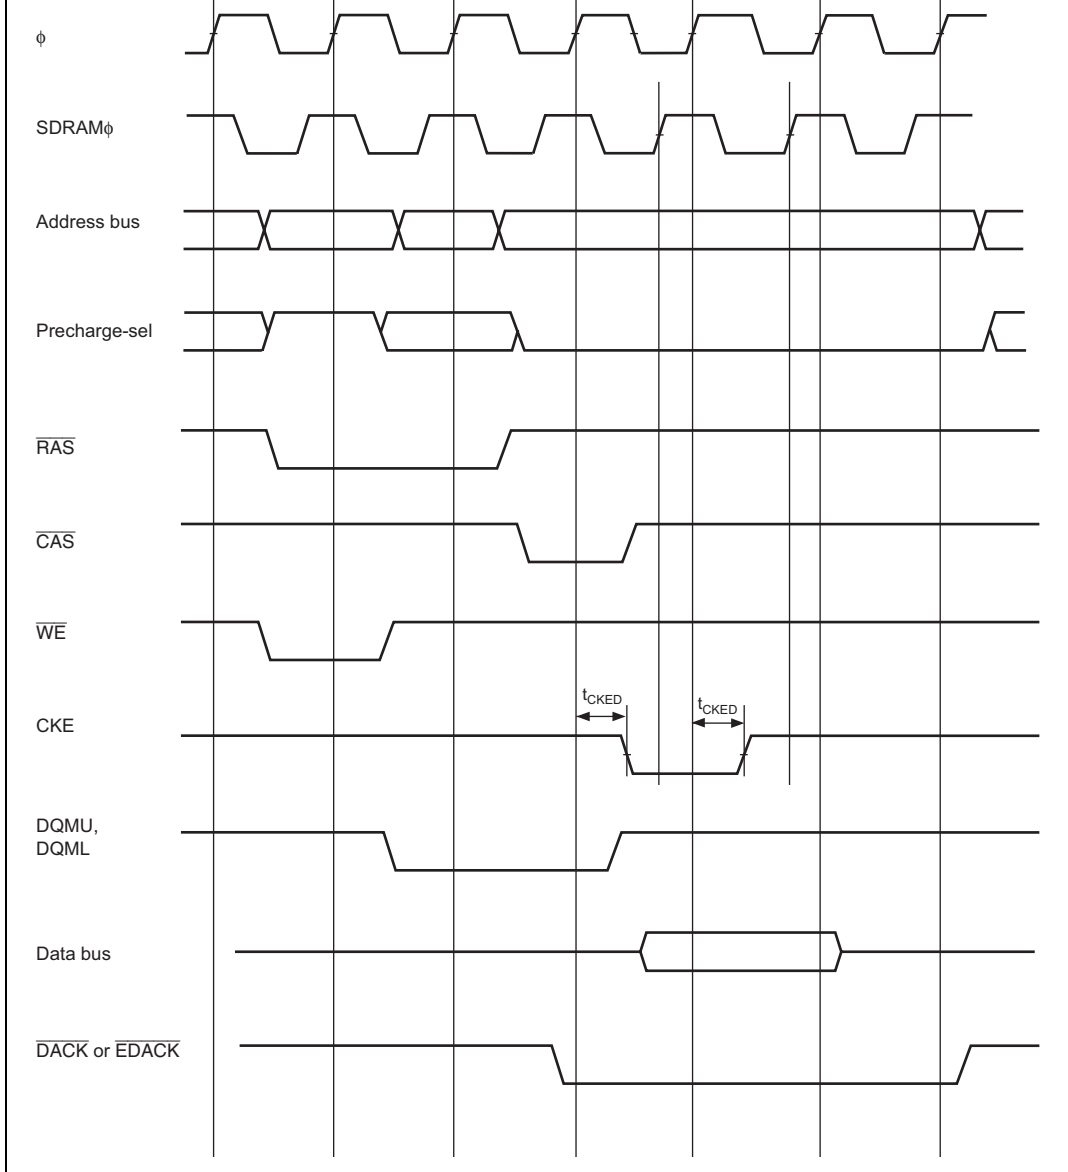 ϕ
SDRAMϕ
Address bus
Precharge-sel
RAS
CAS
WE
tCKED
tCKED
CKE
DQMU,
DQML
Data bus
DACK or EDACK